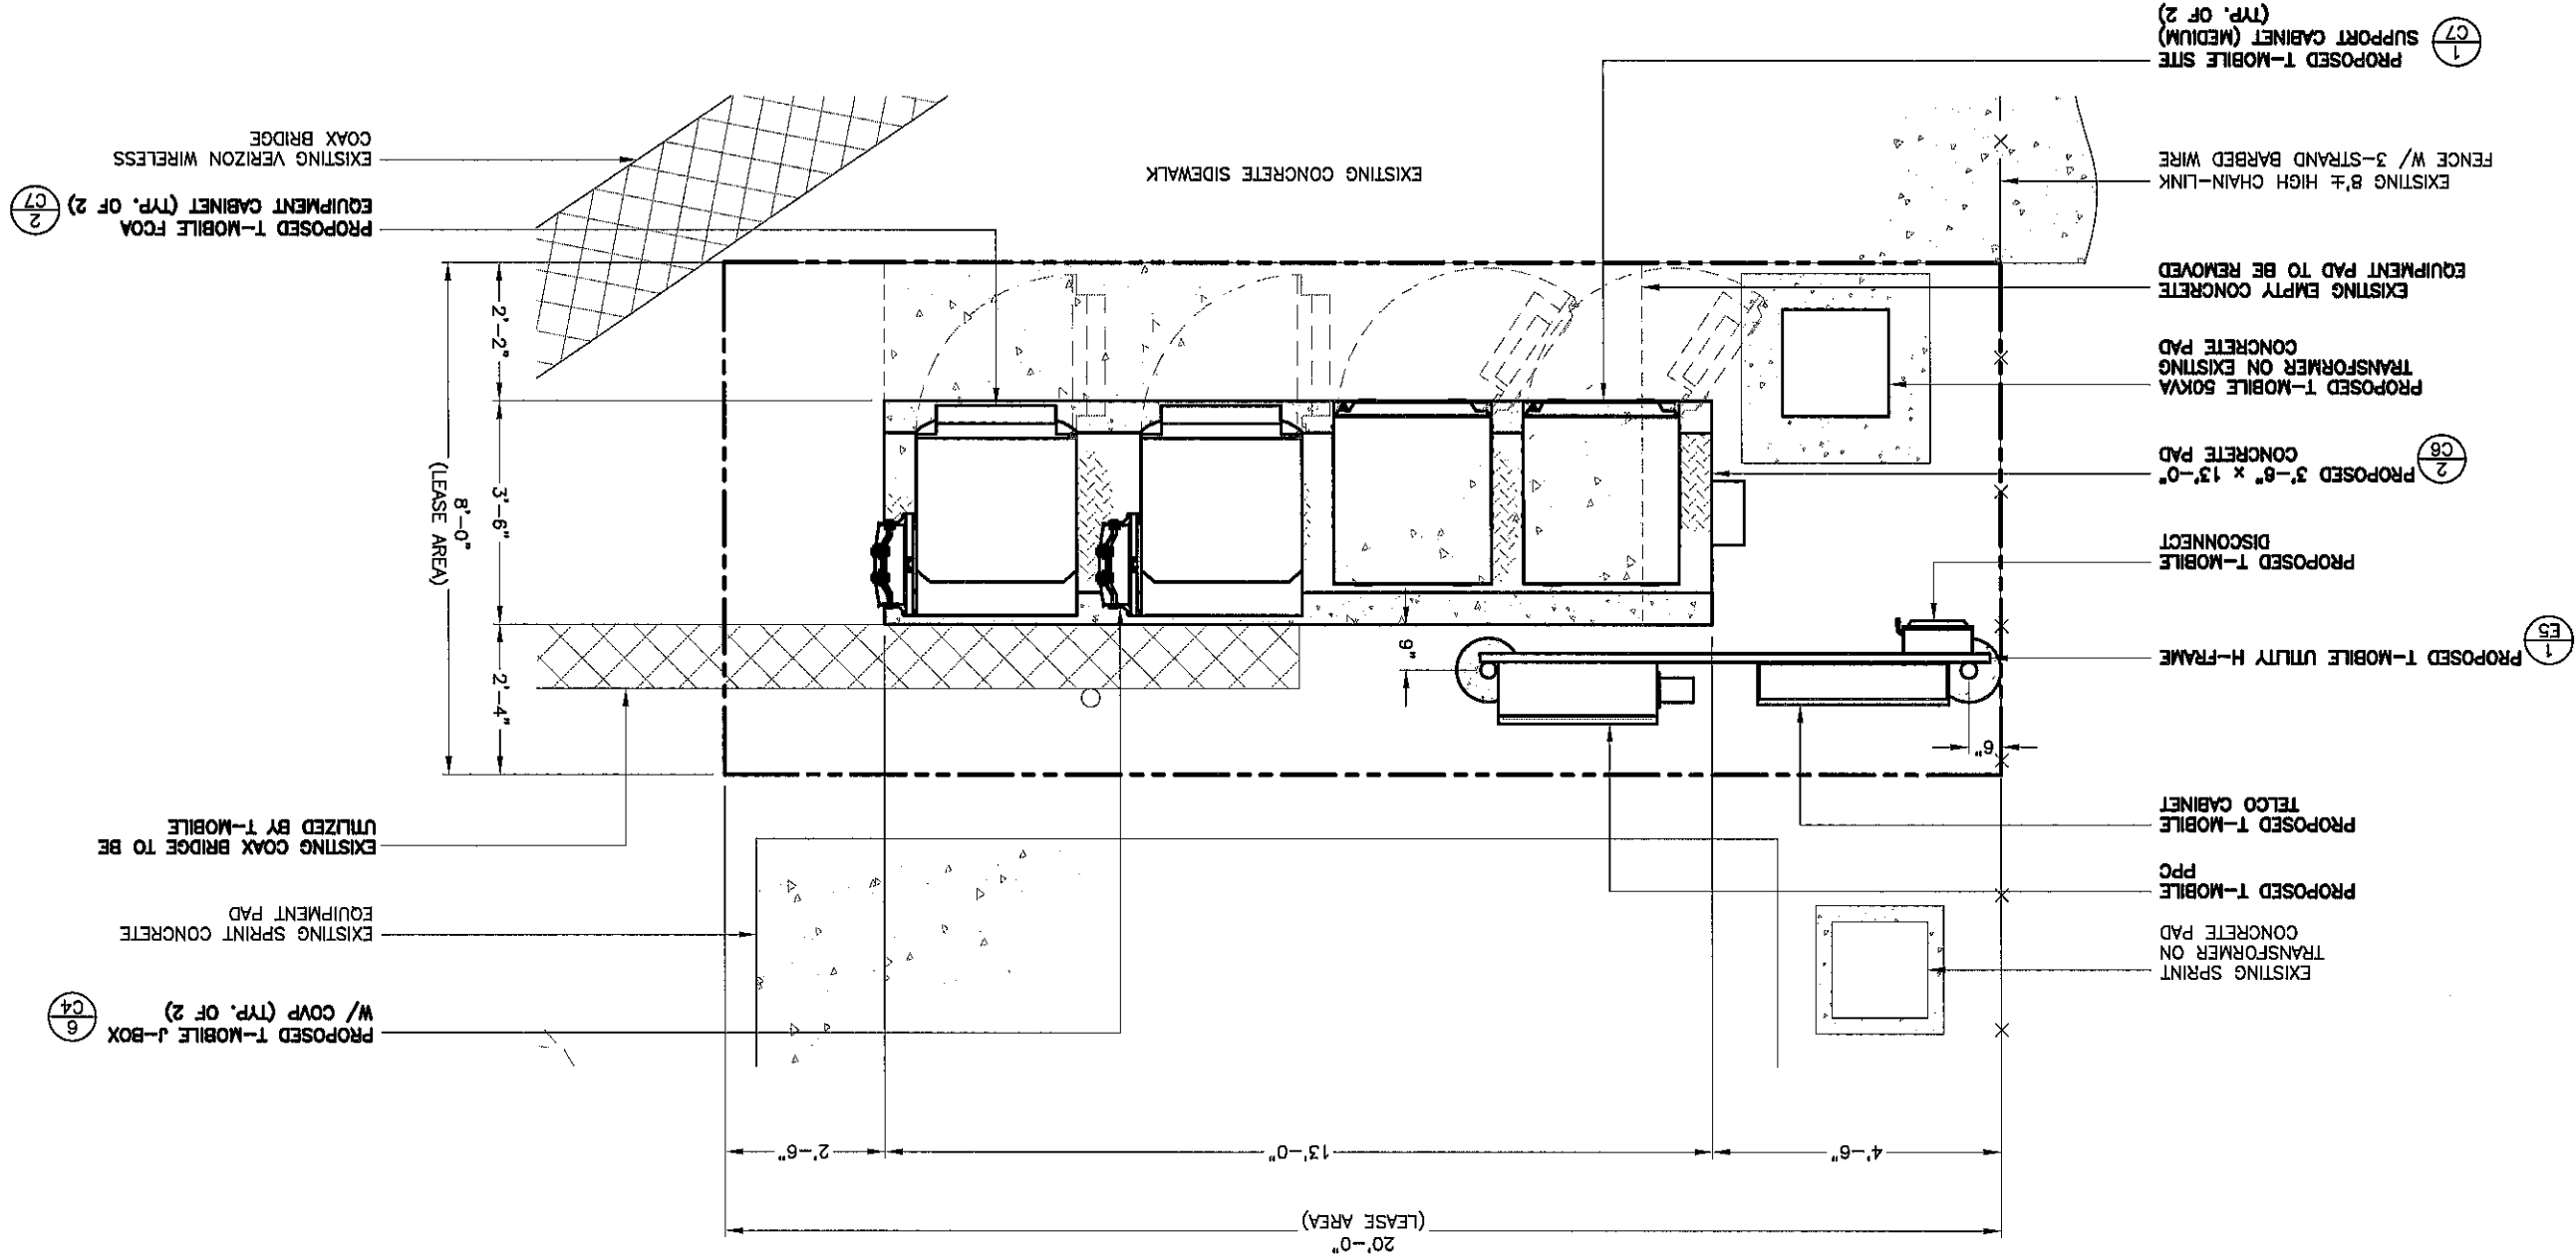 20'-0"
(LEASE AREA)
4'-6"
13'-0"
2'-6"
EXISTING SPRINT
TRANSFORMER ON
CONCRETE PAD
PROPOSED T-MOBILE
PPC
PROPOSED T-MOBILE
TELCO CABINET
PROPOSED T-MOBILE UTILITY H-FRAME
1
E5
PROPOSED T-MOBILE
DISCONNECT
PROPOSED 3'-6" x 13'-0"
CONCRETE PAD
2
C6
PROPOSED T-MOBILE 50KVA
TRANSFORMER ON EXISTING
CONCRETE PAD
EXISTING EMPTY CONCRETE
EQUIPMENT PAD TO BE REMOVED
EXISTING 8'± HIGH CHAIN-LINK
FENCE W/ 3-STRAND BARBED WIRE
PROPOSED T-MOBILE SITE
SUPPORT CABINET (MEDIUM)
(TYP. OF 2)
1
C7
6"
9"
EXISTING CONCRETE SIDEWALK
PROPOSED T-MOBILE J-BOX
W/ COVP (TYP. OF 2)
6
C4
EXISTING SPRINT CONCRETE
EQUIPMENT PAD
EXISTING COAX BRIDGE TO BE
UTILIZED BY T-MOBILE
2'-4"
3'-6"
2'-2"
8'-0"
(LEASE AREA)
PROPOSED T-MOBILE FCOA
EQUIPMENT CABINET (TYP. OF 2)
2
C7
EXISTING VERIZON WIRELESS
COAX BRIDGE